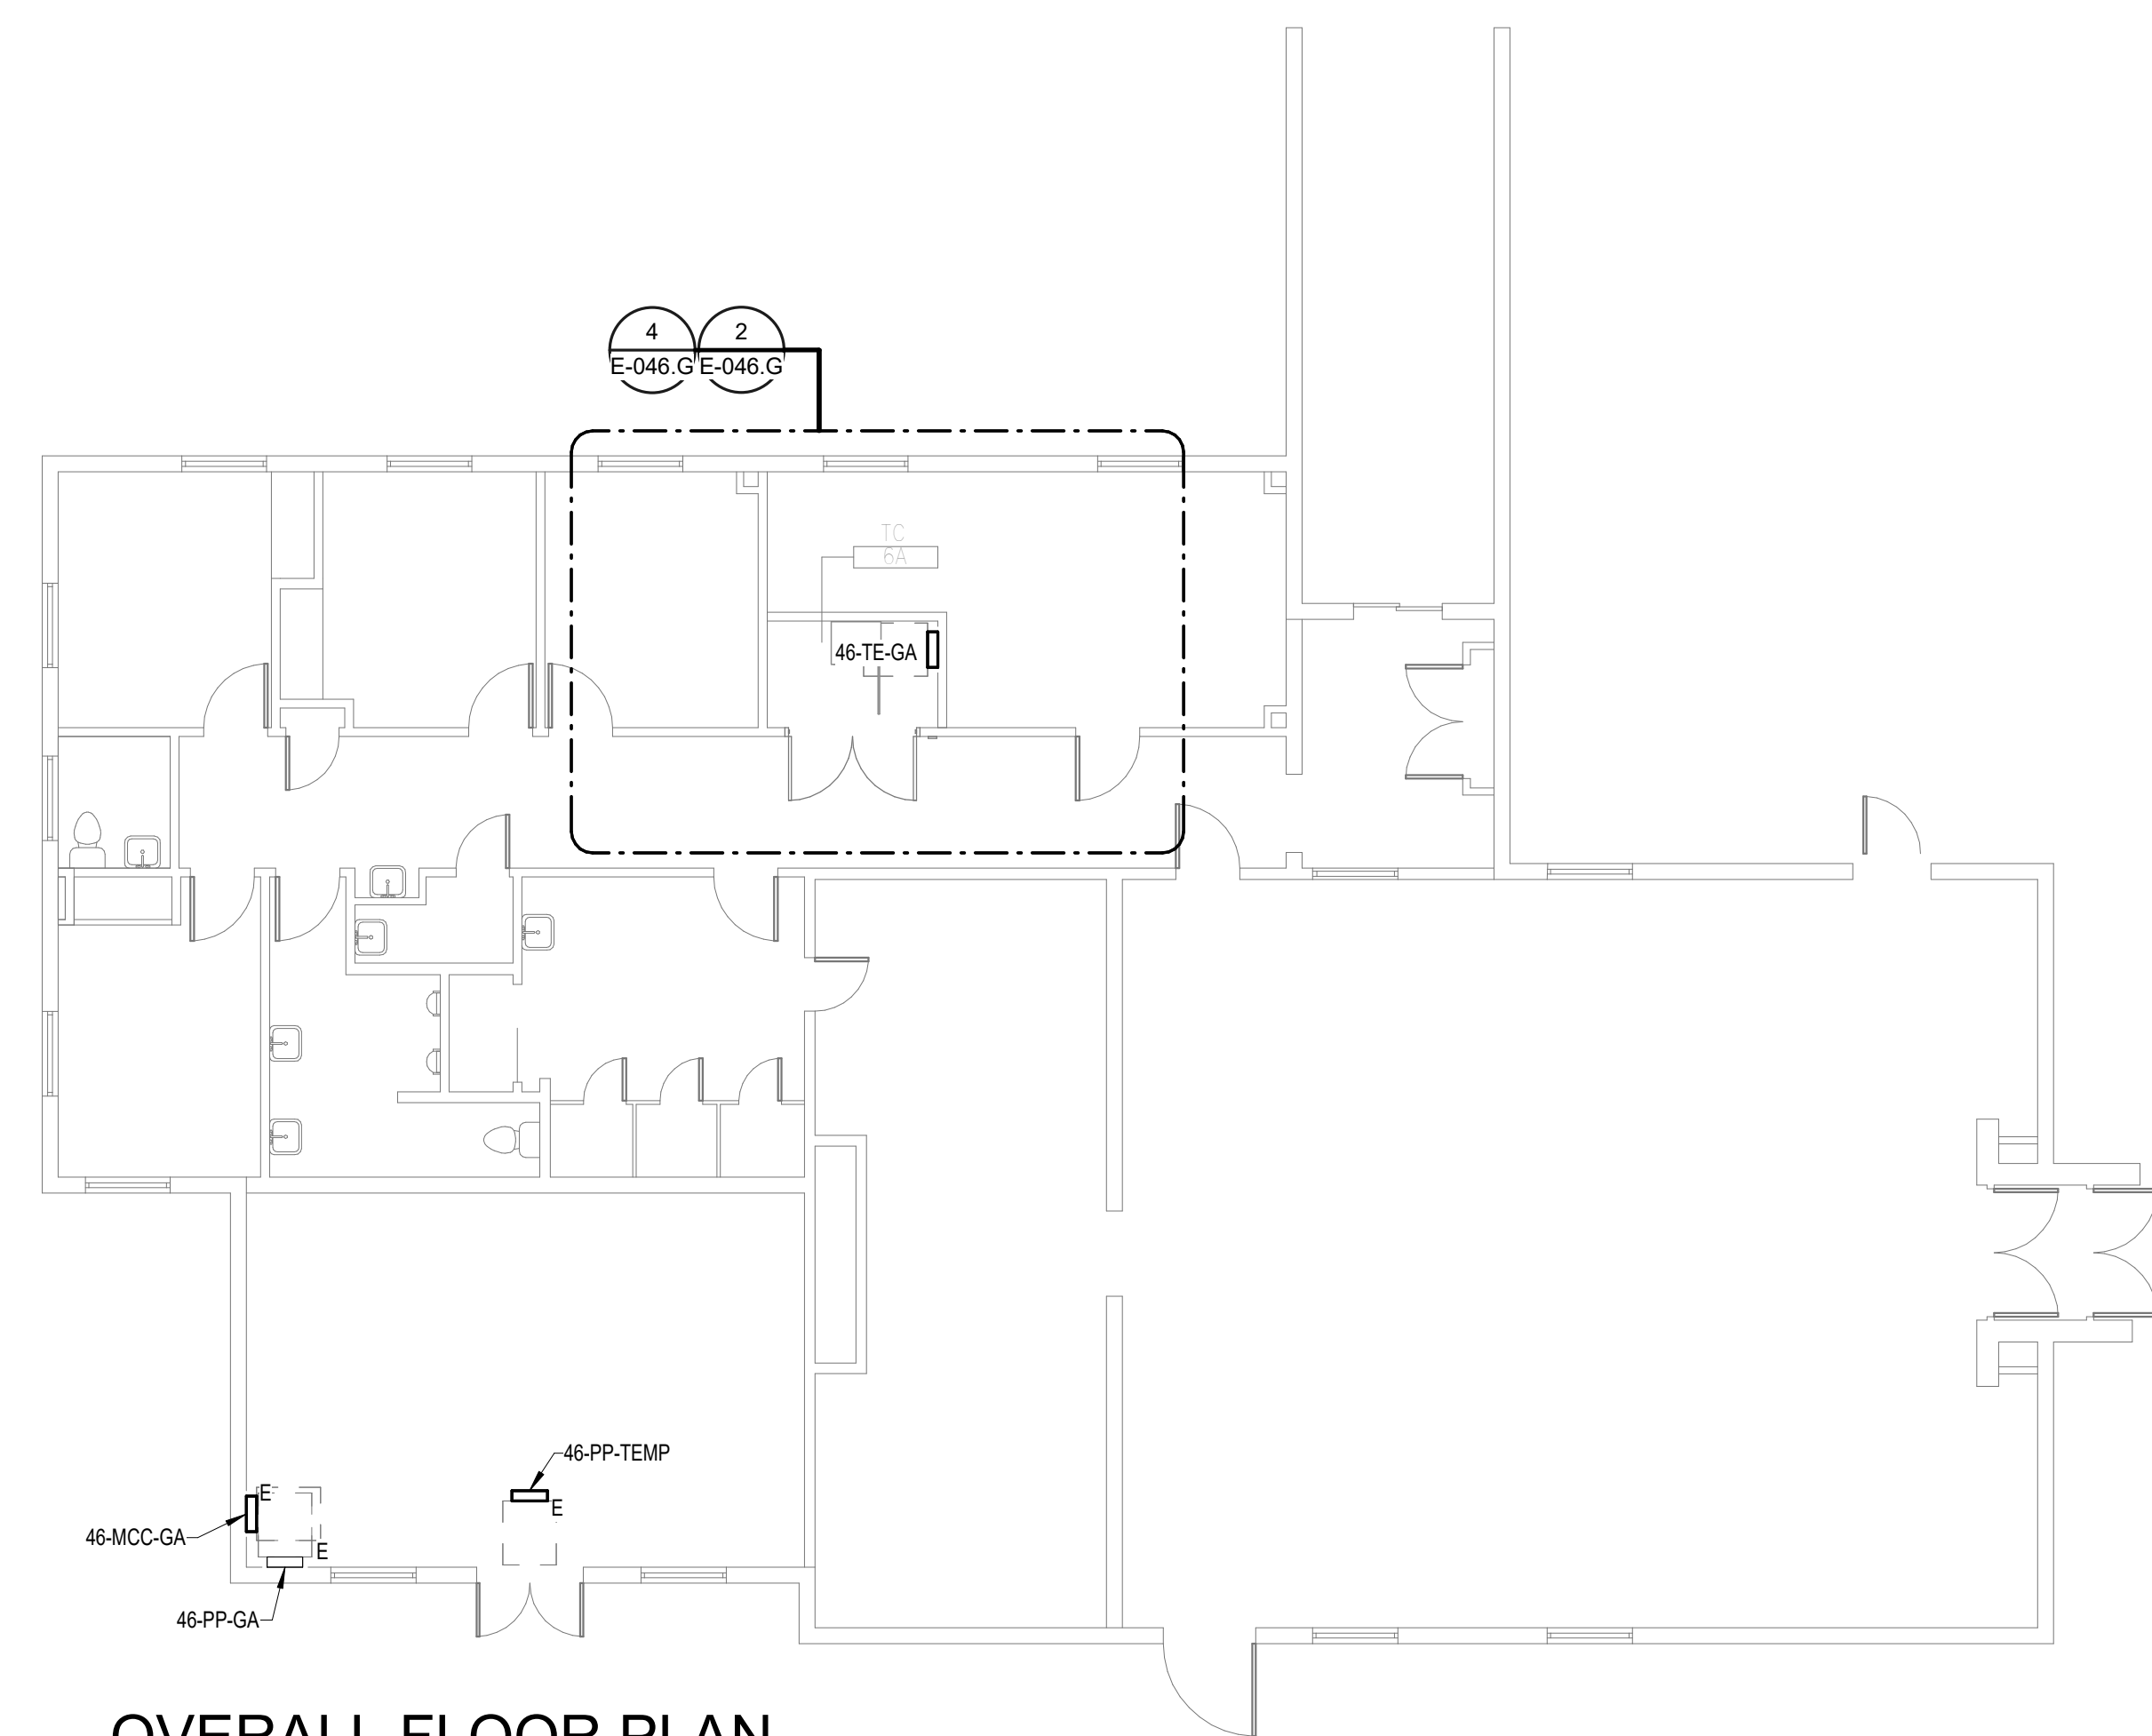 4
2
E-046.G
E-046.G
TC
6A
46-TE-GA
46-PP-TEMP
E
E
46-MCC-GA
E
46-PP-GA
OVERALL FLOOR PLAN